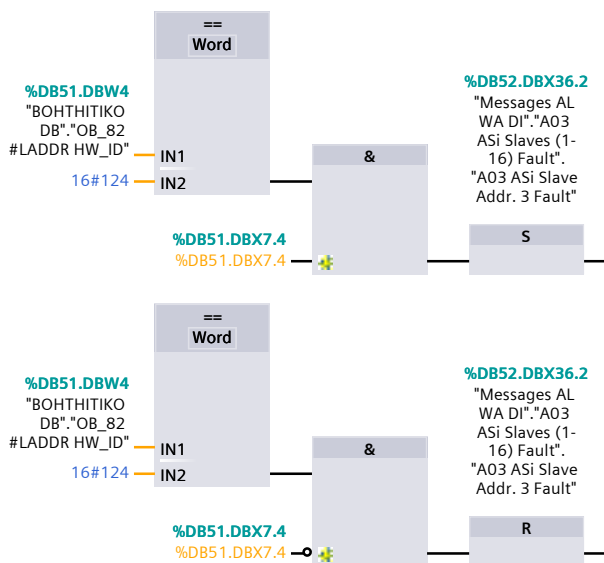 ==
Word
%DB51.DBW4
"BOHTHITIKO
DB"."OB_82
#LADDR HW_ID"
IN1
16#124
IN2
%DB52.DBX36.2
"Messages AL
WA DI"."A03
ASi Slaves (1-
16) Fault".
"A03 ASi Slave
Addr. 3 Fault"
&
S
%DB51.DBX7.4
%DB51.DBX7.4
==
Word
%DB51.DBW4
"BOHTHITIKO
DB"."OB_82
#LADDR HW_ID"
IN1
16#124
IN2
%DB52.DBX36.2
"Messages AL
WA DI"."A03
ASi Slaves (1-
16) Fault".
"A03 ASi Slave
Addr. 3 Fault"
&
R
%DB51.DBX7.4
%DB51.DBX7.4